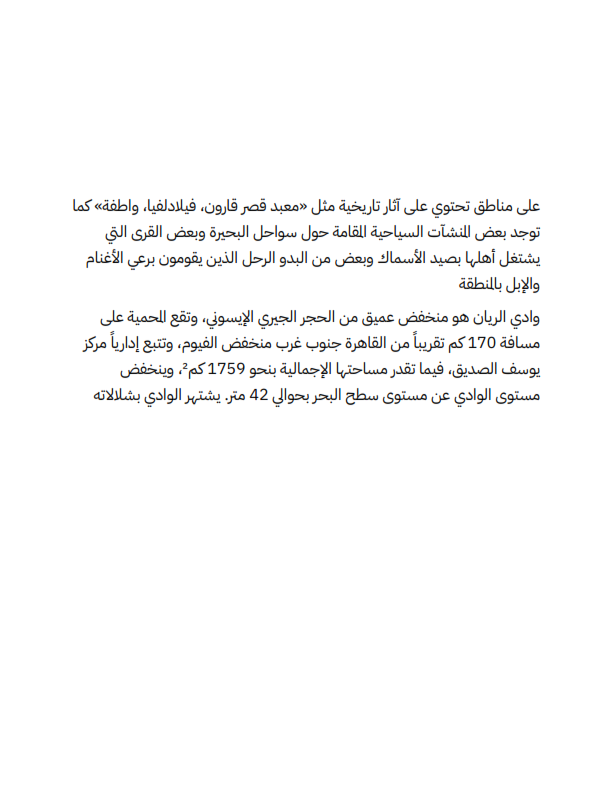 على مناطق تحتوي على آثار تاريخية مثل «معبد قصر قارون، فيلادلفيا، واطفة» كما
توجد بعض المنشآت السياحية المقامة حول سواحل البحيرة وبعض القرى التي
يشتغل أهلها بصيد الأسماك وبعض من البدو الرحل الذين يقومون برعي الأغنام
والإبل بالمنطقة
وادي الريان هو منخفض عميق من الحجر الجيري الإيسوني، وتقع المحمية على
مسافة 170 كم تقريباً من القاهرة جنوب غرب منخفض الفيوم، وتتبع إدارياً مركز
يوسف الصديق، فيما تقدر مساحتها الإجمالية بنحو 1759 كم²، وينخفض
مستوى الوادي عن مستوى سطح البحر بحوالي 42 متر. يشتهر الوادي بشلالاته